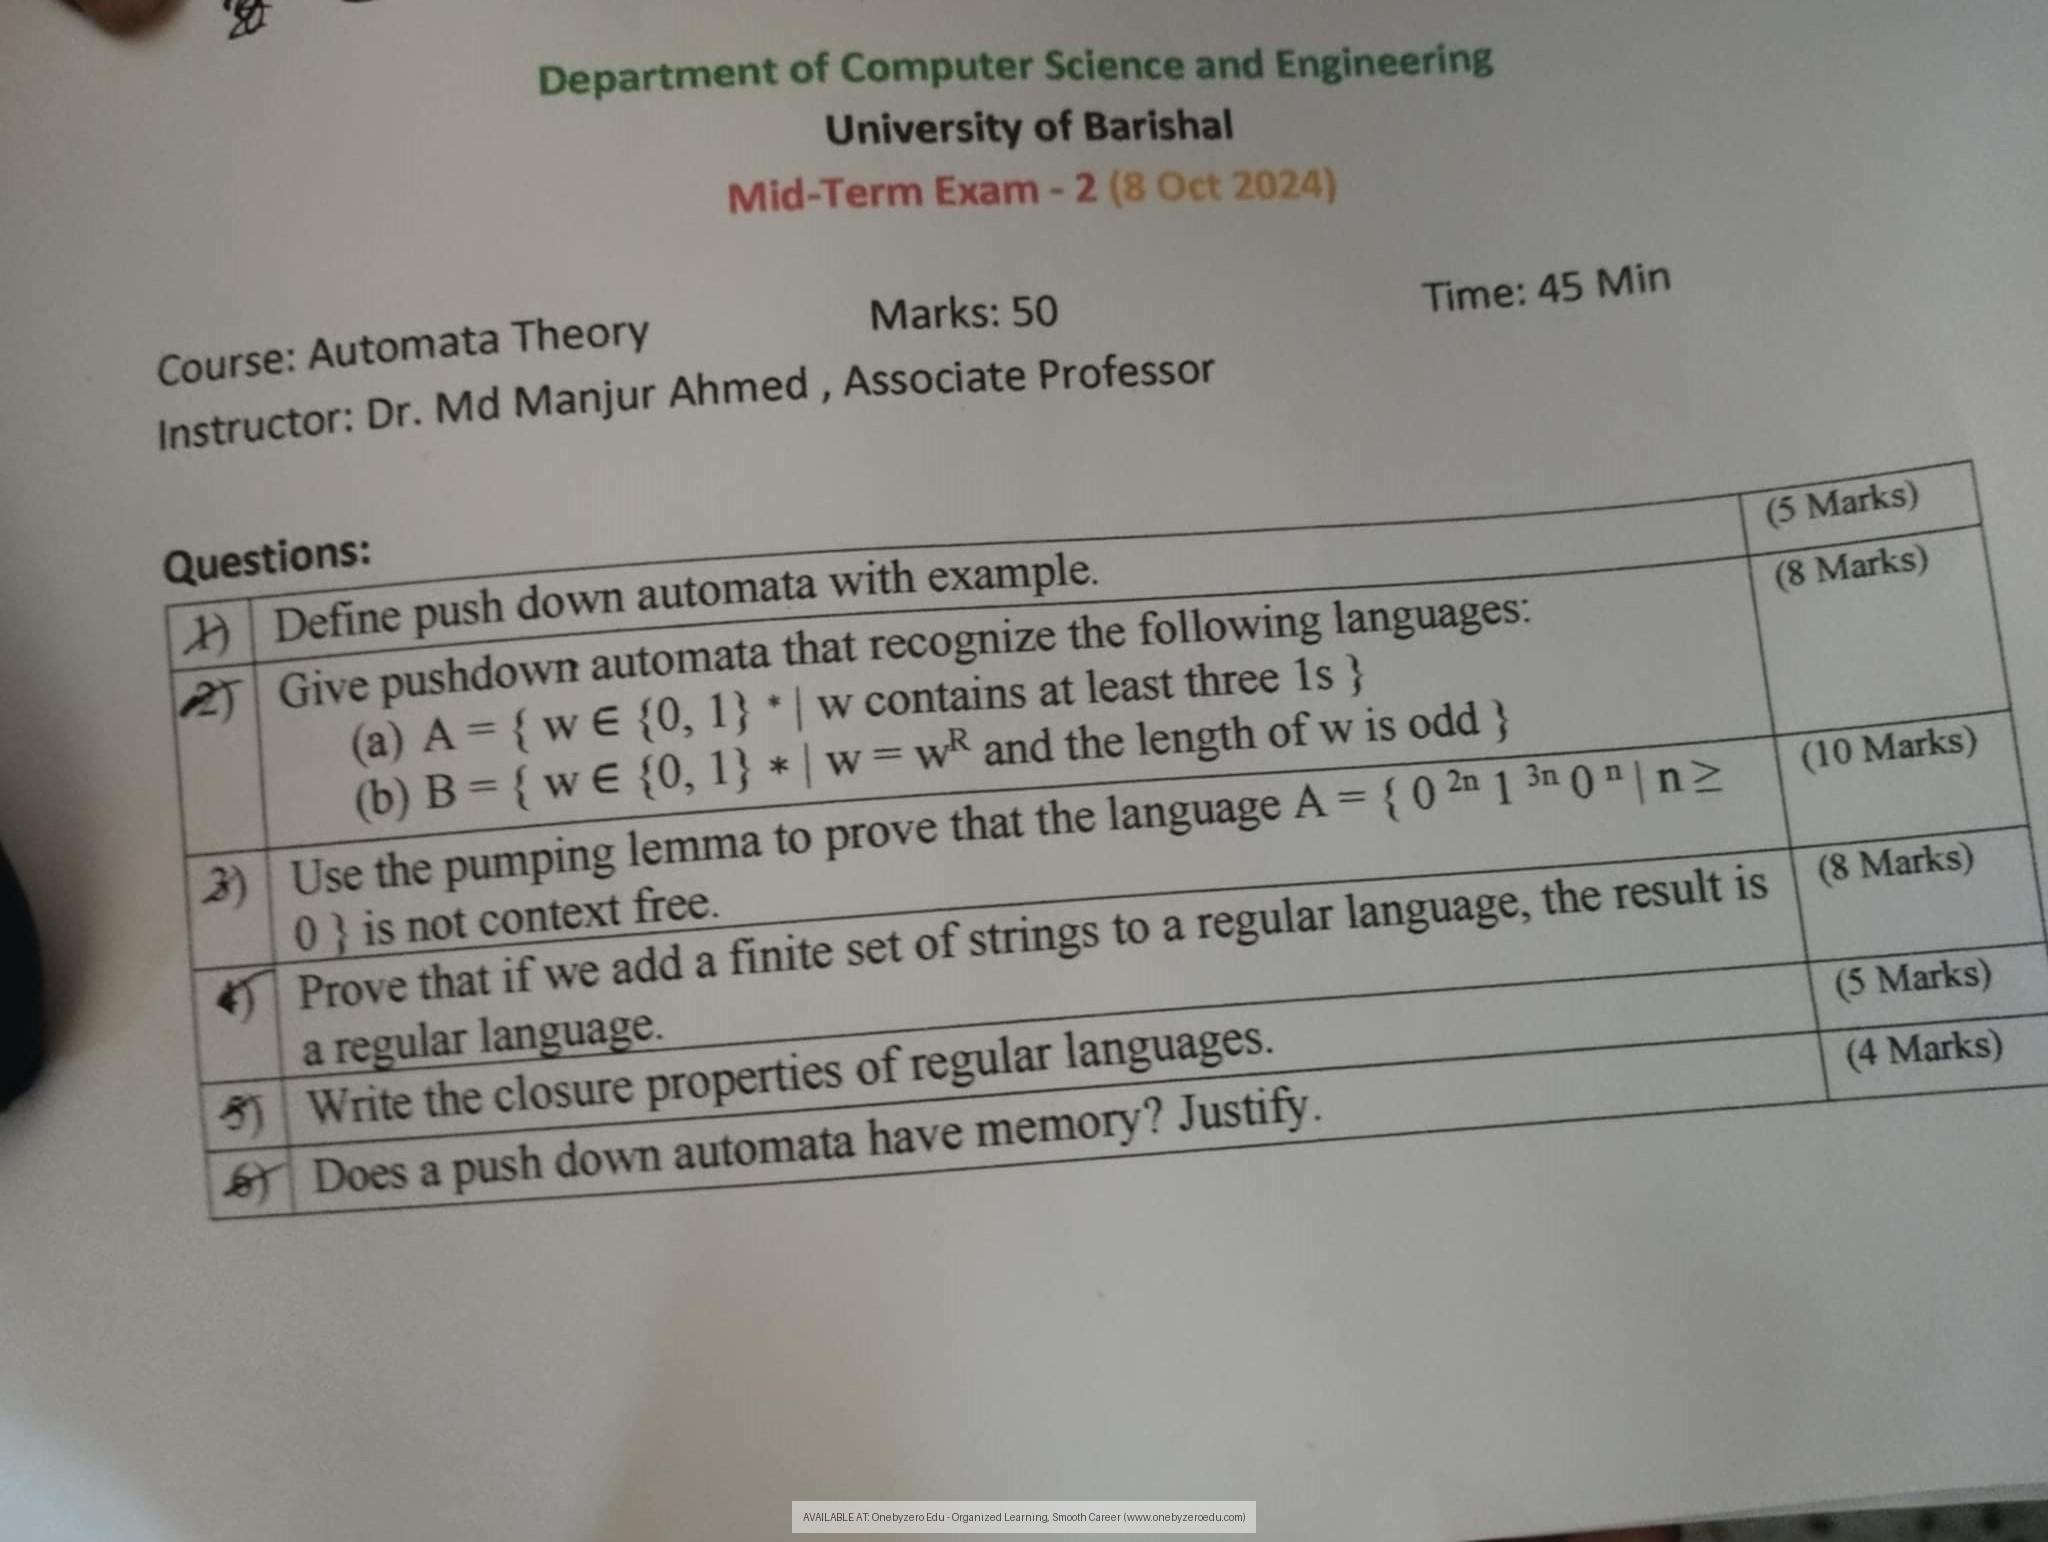 Department of Computer Science and Engineering
University of Barishal
Mid-Term Exam - 2 (8 Oct 2024)
Course: Automata Theory Marks: 50 Time: 45 Min
Instructor: Dr. Md Manjur Ahmed , Associate Professor
Questions:
1) Define push down automata with example. (5 Marks)
2) Give pushdown automata that recognize the following languages: (8 Marks)
(a) A = { w ∈ {0, 1} * | w contains at least three 1s }
(b) B = { w ∈ {0, 1} * | w = wᴿ and the length of w is odd }
3) Use the pumping lemma to prove that the language A = { 0 ²ⁿ 1 ³ⁿ 0 ⁿ | n ≥ (10 Marks)
0 } is not context free.
4) Prove that if we add a finite set of strings to a regular language, the result is (8 Marks)
a regular language.
5) Write the closure properties of regular languages. (5 Marks)
6) Does a push down automata have memory? Justify. (4 Marks)
AVAILABLE AT: Onebyzero Edu - Organized Learning, Smooth Career (www.onebyzeroedu.com)